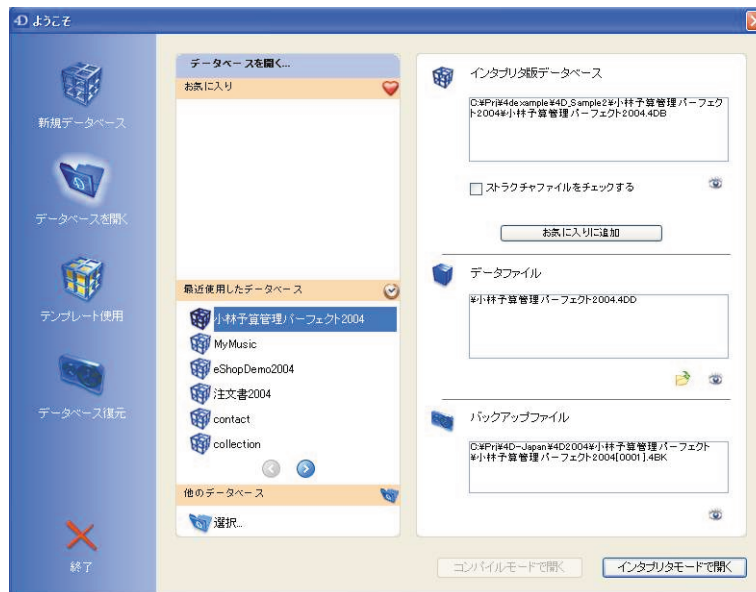 4D ようこそ
新規データベース
データベースを開く
テンプレート使用
データベース復元
終了
データベースを開く...
お気に入り
最近使用したデータベース
小林予算管理パーフェクト2004
MyMusic
eShopDemo2004
注文書2004
contact
collection
他のデータベース
選択...
インタプリタ版データベース
C:¥Prj¥4dexample¥4D_Sample2¥小林予算管理パーフェク
ト2004¥小林予算管理パーフェクト2004.4DB
ストラクチャファイルをチェックする
お気に入りに追加
データファイル
¥小林予算管理パーフェクト2004.4DD
バックアップファイル
C:¥Prj¥4D-Japan¥4D2004¥小林予算管理パーフェクト
¥小林予算管理パーフェクト2004[0001].4BK
コンパイルモードで開く
インタプリタモードで開く